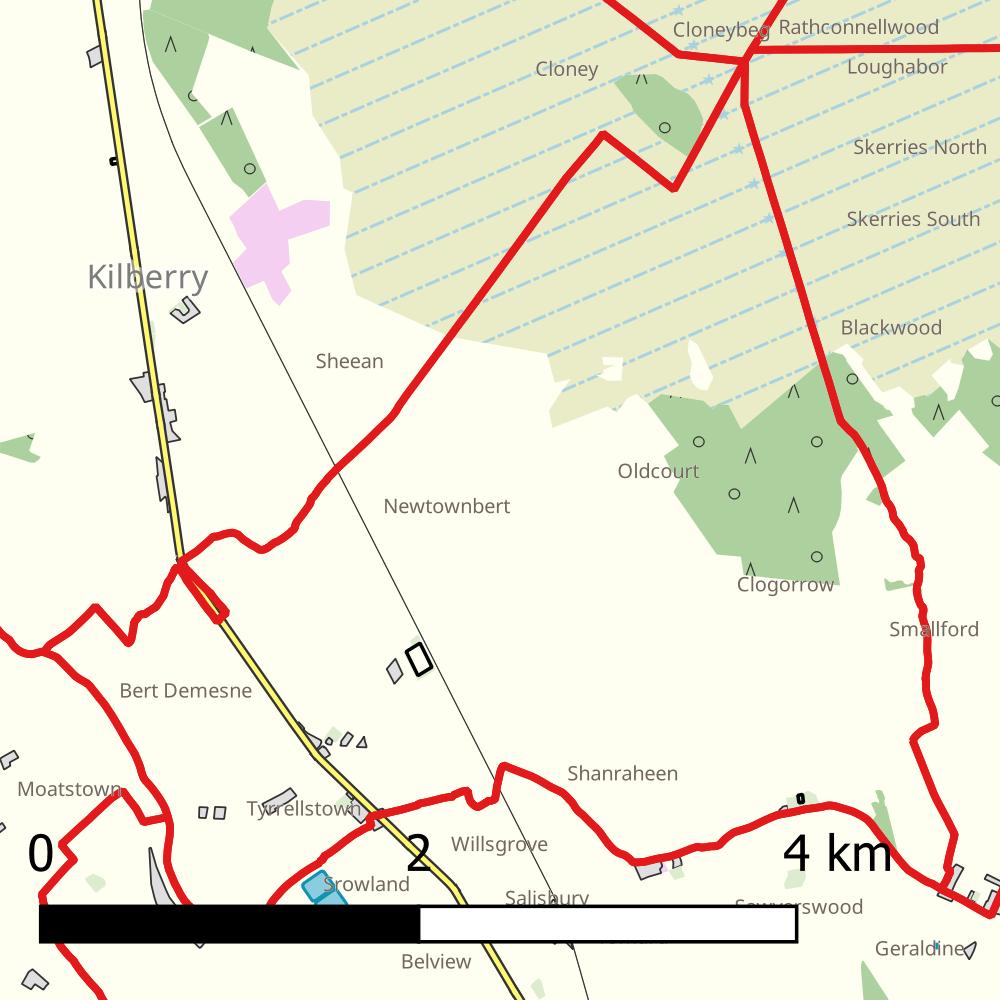 Cloneybeg
Rathconnellwood
Cloney
Loughabor
Skerries North
Skerries South
Kilberry
Blackwood
Sheean
Oldcourt
Newtownbert
Clogorrow
Smallford
Bert Demesne
Shanraheen
Moatstown
Tyrrellstown
Willsgrove
0
2
4 km
Srowland
Salisbury
Sawyerswood
Geraldine
Belview